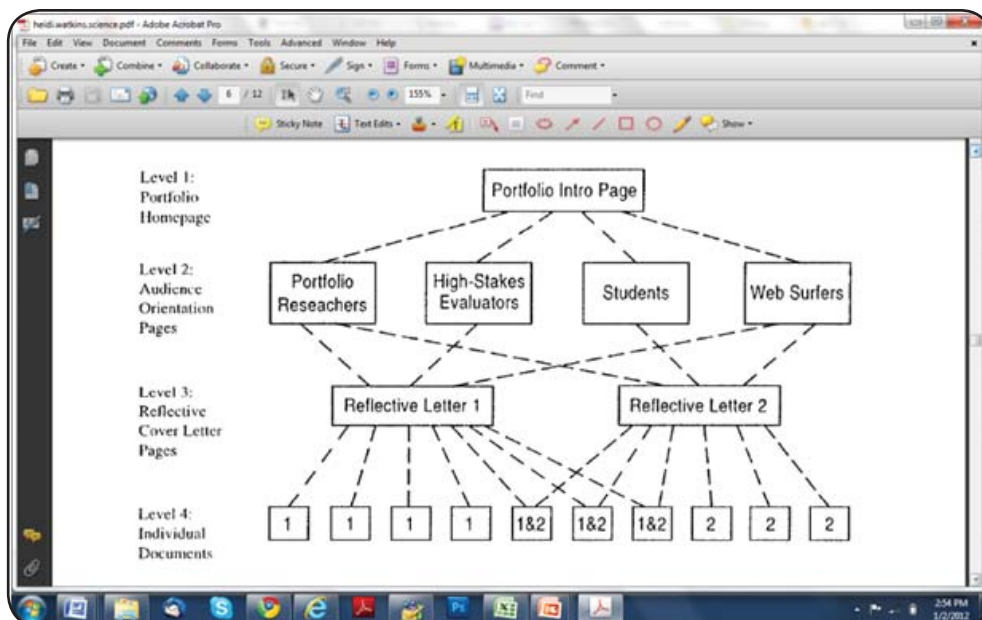 heidi.watkins.science.pdf - Adobe Acrobat Pro
File Edit View Document Comments Forms Tools Advanced Window Help
Create Combine Collaborate Secure Sign Forms Multimedia Comment
6 / 12 155% Find
Sticky Note Text Edits Show
Level 1:
Portfolio
Homepage
Portfolio Intro Page
Level 2:
Audience
Orientation
Pages
Portfolio
Reseachers
High-Stakes
Evaluators
Students
Web Surfers
Level 3:
Reflective
Cover Letter
Pages
Reflective Letter 1
Reflective Letter 2
Level 4:
Individual
Documents
1 1 1 1 1&2 1&2 1&2 2 2 2
2:54 PM
1/2/2012